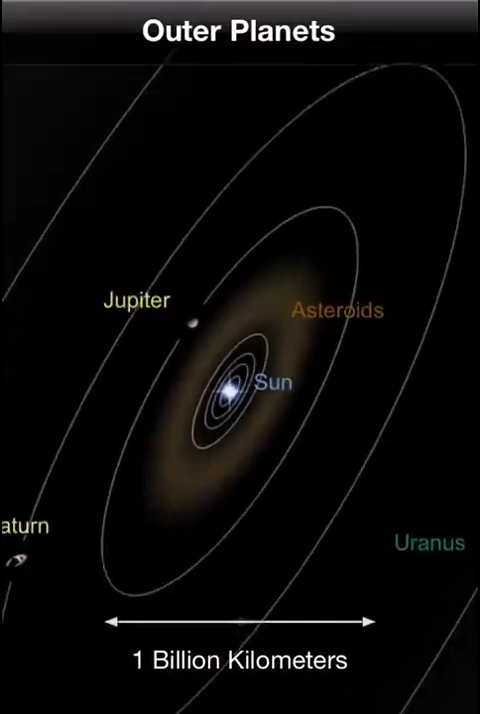 Outer Planets
Jupiter
Asteroids
Sun
aturn
Uranus
1 Billion Kilometers